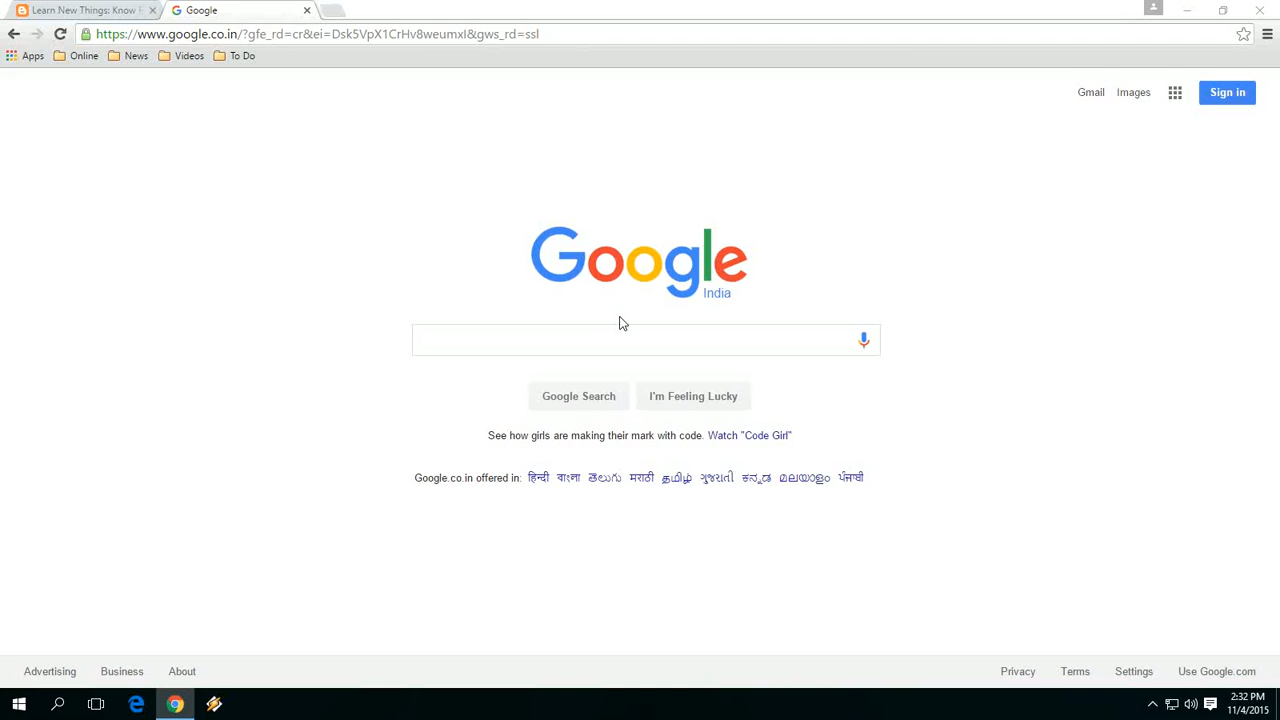 Learn New Things: Know
Google
https://www.google.co.in/?gfe_rd=cr&ei=Dsk5VpX1CrHv8weumxI&gws_rd=ssl
Apps Online News Videos To Do
Gmail Images Sign in
Google
India
Google Search I'm Feeling Lucky
See how girls are making their mark with code. Watch "Code Girl"
Google.co.in offered in: हिन्दी বাংলা తెలుగు मराठी தமிழ் ગુજરાતી ಕನ್ನಡ മലയാളം ਪੰਜਾਬੀ
Advertising Business About Privacy Terms Settings Use Google.com
2:32 PM
11/4/2015